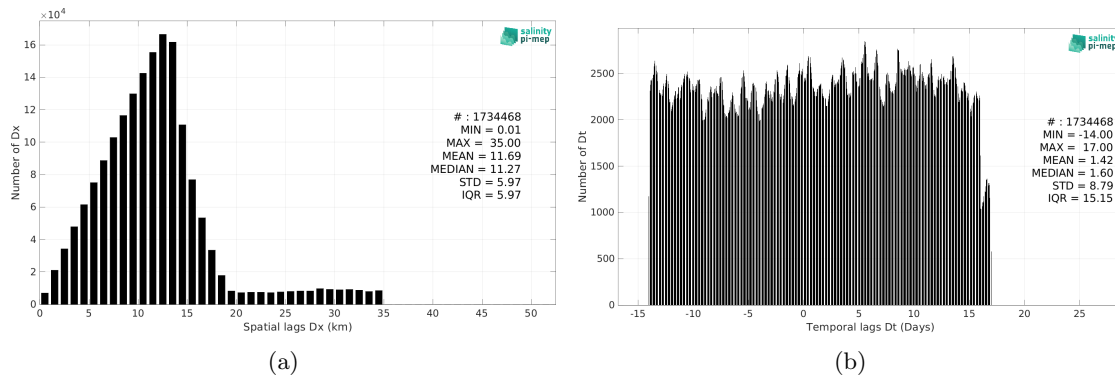 ×10⁴
16
14
12
10
8
6
4
2
0
0 5 10 15 20 25 30 35 40 45 50
Number of Dx
Spatial lags Dx (km)
salinity
pi-mep
# : 1734468
MIN = 0.01
MAX = 35.00
MEAN = 11.69
MEDIAN = 11.27
STD = 5.97
IQR = 5.97
(a)
2500
2000
1500
1000
500
0
-15 -10 -5 0 5 10 15 20 25
Number of Dt
Temporal lags Dt (Days)
salinity
pi-mep
# : 1734468
MIN = -14.00
MAX = 17.00
MEAN = 1.42
MEDIAN = 1.60
STD = 8.79
IQR = 15.15
(b)